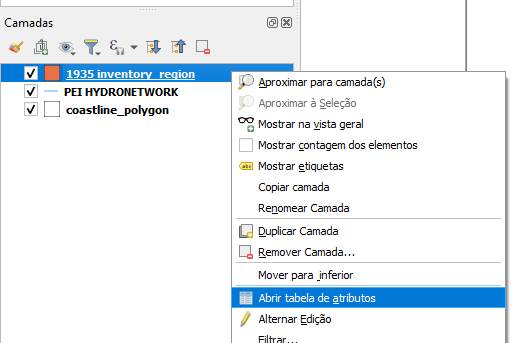 Camadas
1935 inventory_region
PEI HYDRONETWORK
coastline_polygon
Aproximar para camada(s)
Aproximar à Seleção
Mostrar na vista geral
Mostrar contagem dos elementos
abc Mostrar etiquetas
Copiar camada
Renomear Camada
Duplicar Camada
Remover Camada...
Mover para _inferior
Abrir tabela de atributos
Alternar Edição
Filtrar...